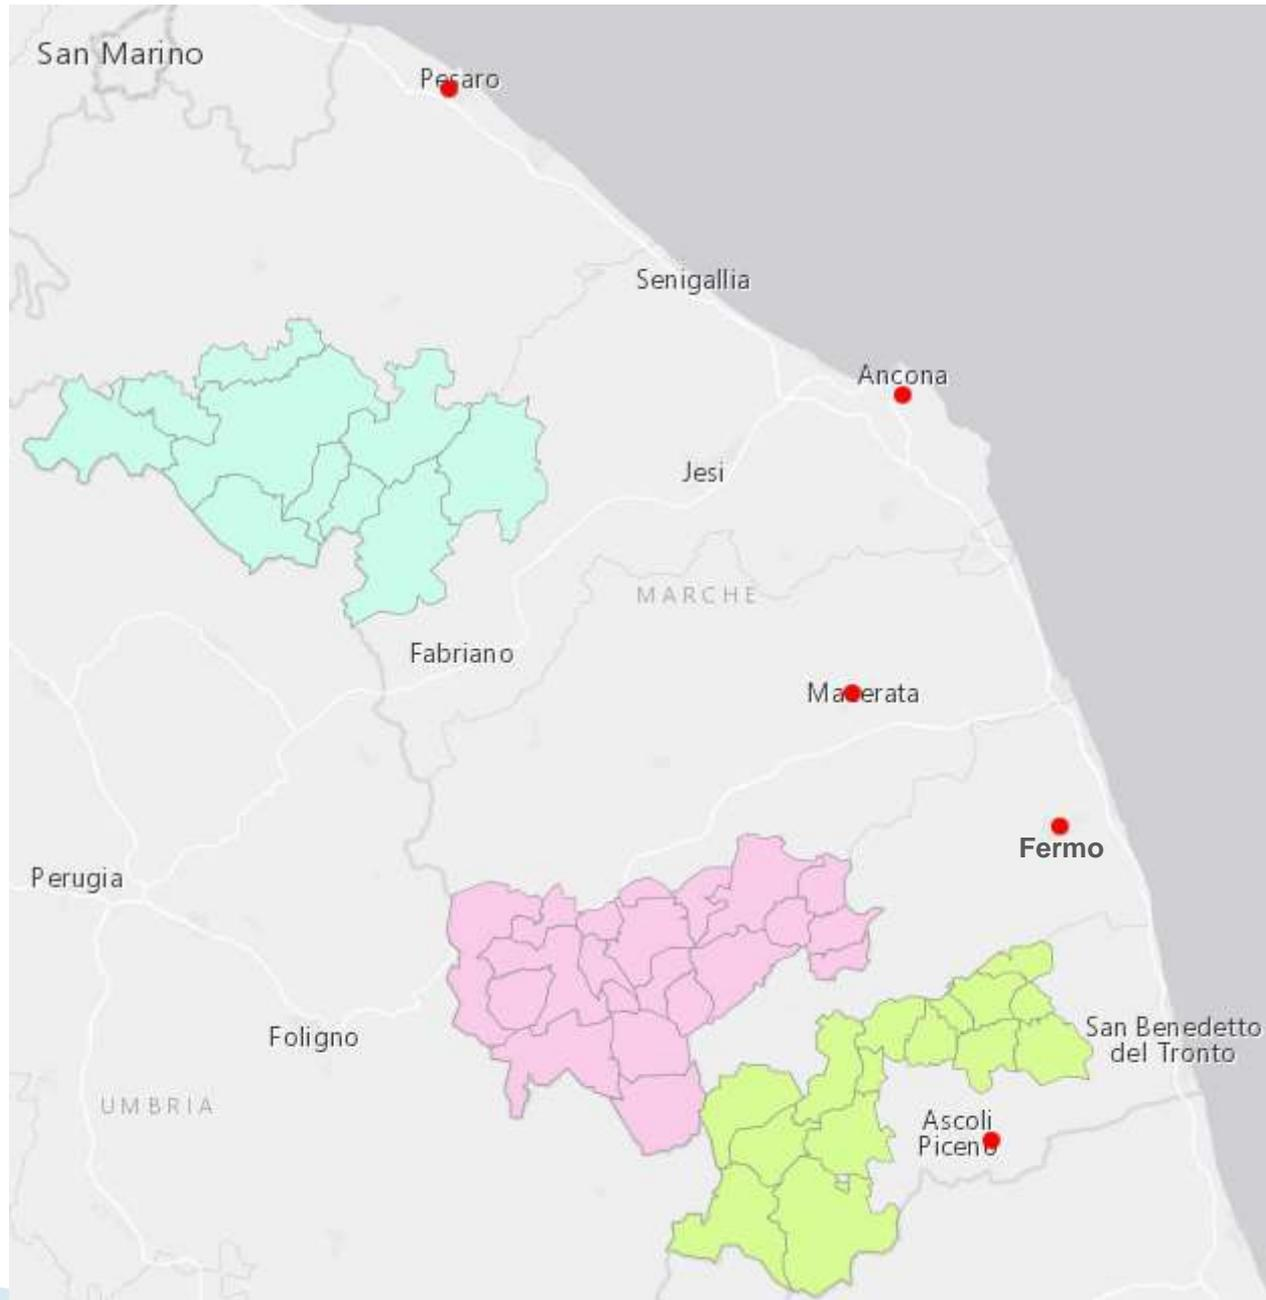 San Marino
Pesaro
Senigallia
Ancona
Jesi
MARCHE
Fabriano
Macerata
Fermo
Perugia
Foligno
San Benedetto
del Tronto
UMBRIA
Ascoli
Piceno